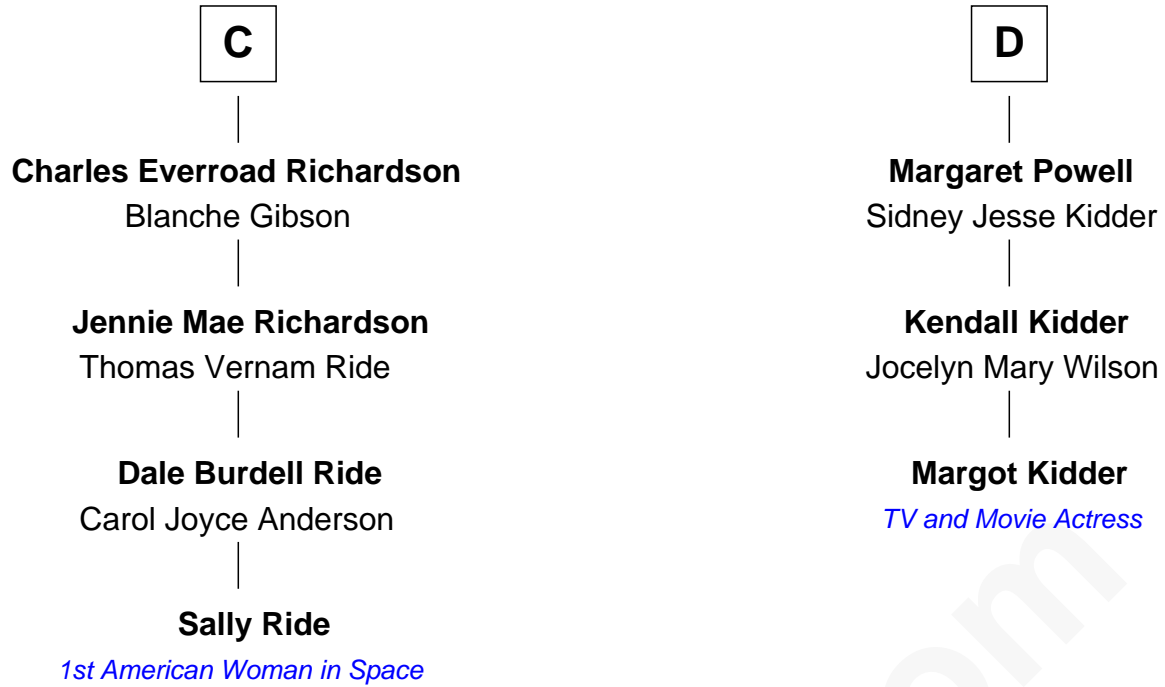 C
Charles Everroad Richardson
Blanche Gibson
Jennie Mae Richardson
Thomas Vernam Ride
Dale Burdell Ride
Carol Joyce Anderson
Sally Ride
1st American Woman in Space
D
Margaret Powell
Sidney Jesse Kidder
Kendall Kidder
Jocelyn Mary Wilson
Margot Kidder
TV and Movie Actress
om